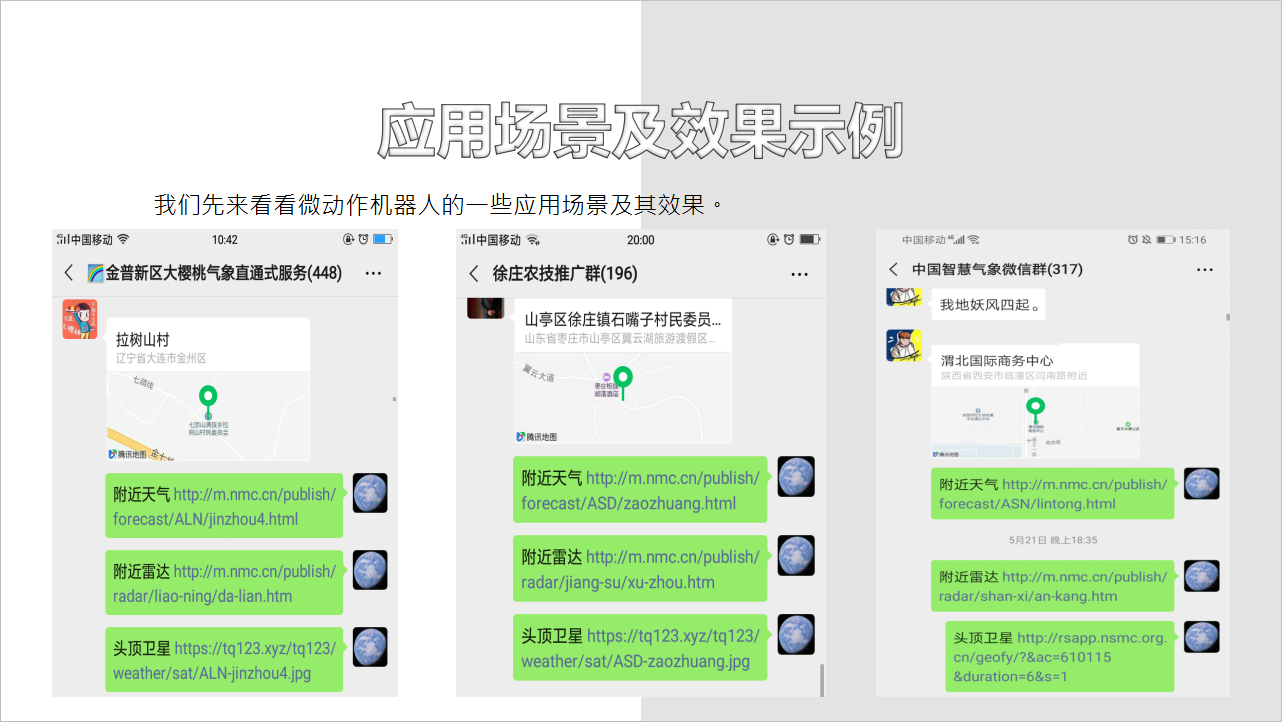 应用场景及效果示例
我们先来看看微动作机器人的一些应用场景及其效果。
中国移动 10:42
金普新区大樱桃气象直通式服务(448)
拉树山村
辽宁省大连市金州区
七顶线
七顶山满族乡拉
树山村民委员会
腾讯地图
附近天气 http://m.nmc.cn/publish/
forecast/ALN/jinzhou4.html
附近雷达 http://m.nmc.cn/publish/
radar/liao-ning/da-lian.htm
头顶卫星 https://tq123.xyz/tq123/
weather/sat/ALN-jinzhou4.jpg
中国移动 20:00
徐庄农技推广群(196)
山亭区徐庄镇石嘴子村民委员...
山东省枣庄市山亭区翼云湖旅游渡假区...
翼云大道
部落酒店
腾讯地图
附近天气 http://m.nmc.cn/publish/
forecast/ASD/zaozhuang.html
附近雷达 http://m.nmc.cn/publish/
radar/jiang-su/xu-zhou.htm
头顶卫星 https://tq123.xyz/tq123/
weather/sat/ASD-zaozhuang.jpg
中国移动 15:16
中国智慧气象微信群(317)
我地妖风四起。
渭北国际商务中心
陕西省西安市临潼区闫南路附近
腾讯地图
附近天气 http://m.nmc.cn/publish/
forecast/ASN/lintong.html
5月21日 晚上18:35
附近雷达 http://m.nmc.cn/publish/
radar/shan-xi/an-kang.htm
头顶卫星 http://rsapp.nsmc.org.
cn/geofy/?&ac=610115
&duration=6&s=1